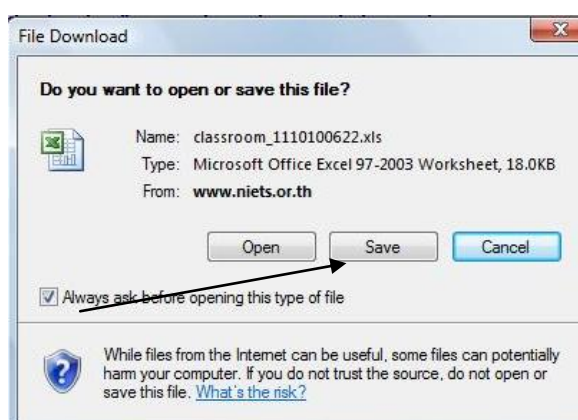 File Download
Do you want to open or save this file?
Name: classroom_1110100622.xls
Type: Microsoft Office Excel 97-2003 Worksheet, 18.0KB
From: www.niets.or.th
Open Save Cancel
Always ask before opening this type of file
While files from the Internet can be useful, some files can potentially
harm your computer. If you do not trust the source, do not open or
save this file. What's the risk?